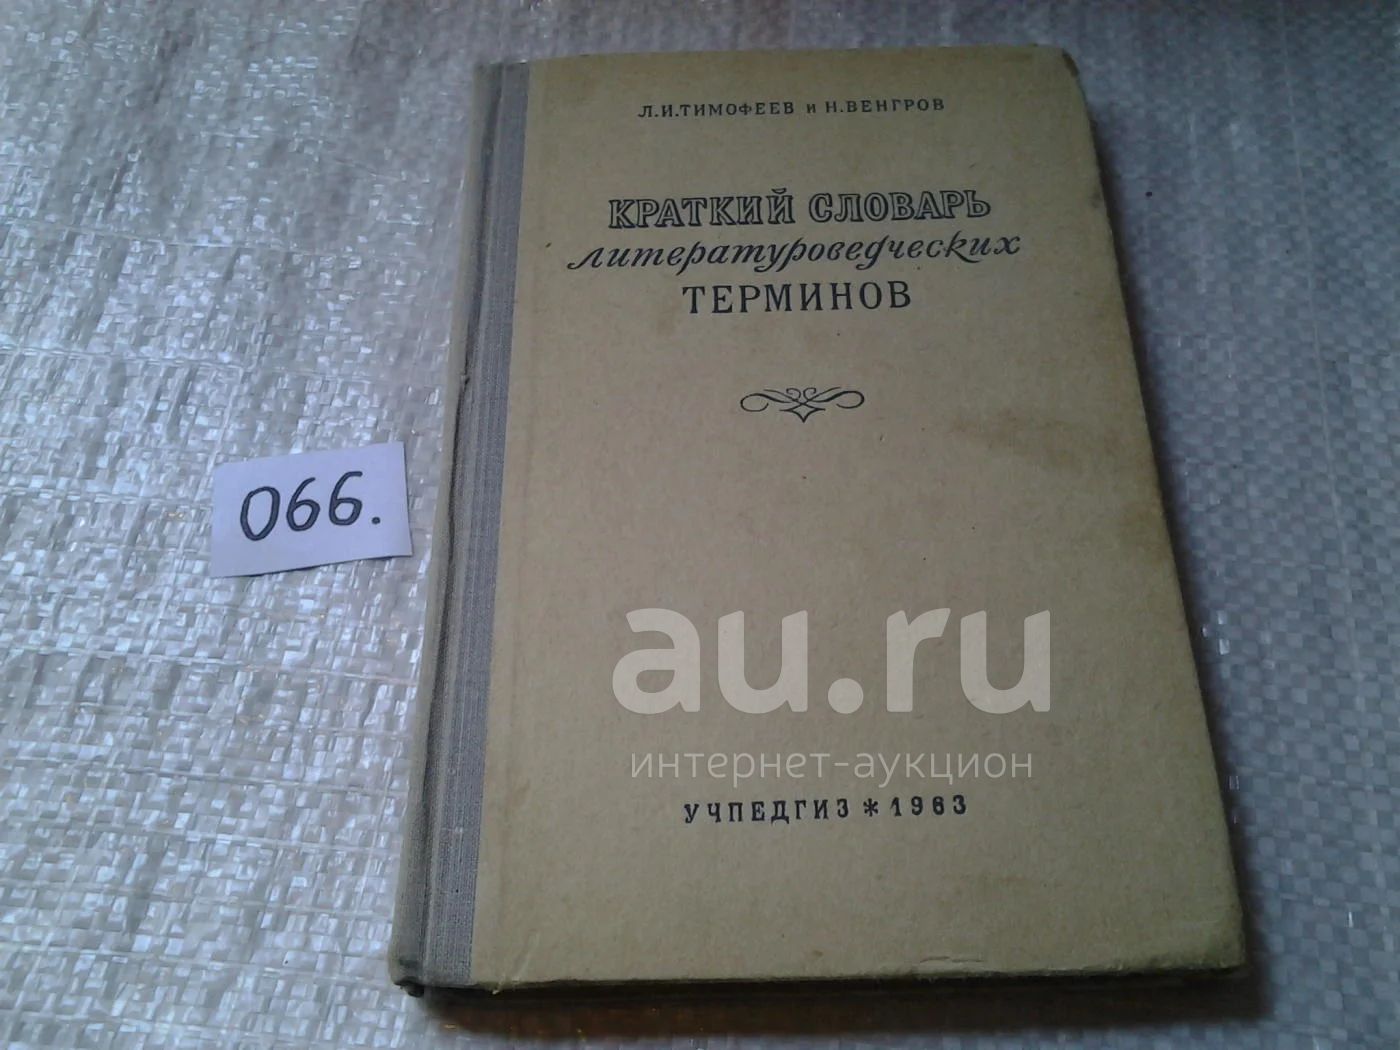 Л.И.ТИМОФЕЕВ и Н.ВЕНГРОВ
КРАТКИЙ СЛОВАРЬ
литературоведческих
ТЕРМИНОВ
066.
au.ru
интернет-аукцион
УЧПЕДГИЗ * 1963